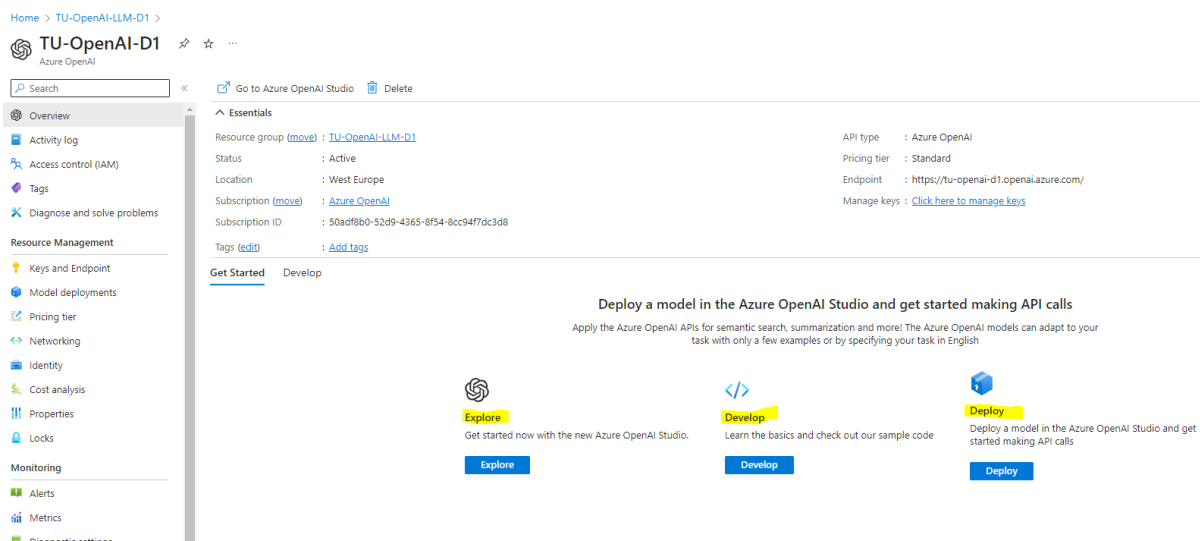 Home > TU-OpenAI-LLM-D1 >
TU-OpenAI-D1
Azure OpenAI
Search
Overview
Activity log
Access control (IAM)
Tags
Diagnose and solve problems
Resource Management
Keys and Endpoint
Model deployments
Pricing tier
Networking
Identity
Cost analysis
Properties
Locks
Monitoring
Alerts
Metrics
Diagnostic settings
Go to Azure OpenAI Studio
Delete
Essentials
Resource group (move) : TU-OpenAI-LLM-D1
Status : Active
Location : West Europe
Subscription (move) : Azure OpenAI
Subscription ID : 50adf8b0-52d9-4365-8f54-8cc94f7dc3d8
Tags (edit) : Add tags
API type : Azure OpenAI
Pricing tier : Standard
Endpoint : https://tu-openai-d1.openai.azure.com/
Manage keys : Click here to manage keys
Get Started
Develop
Deploy a model in the Azure OpenAI Studio and get started making API calls
Apply the Azure OpenAI APIs for semantic search, summarization and more! The Azure OpenAI models can adapt to your
task with only a few examples or by specifying your task in English
Explore
Get started now with the new Azure OpenAI Studio.
Explore
Develop
Learn the basics and check out our sample code
Develop
Deploy
Deploy a model in the Azure OpenAI Studio and get
started making API calls
Deploy